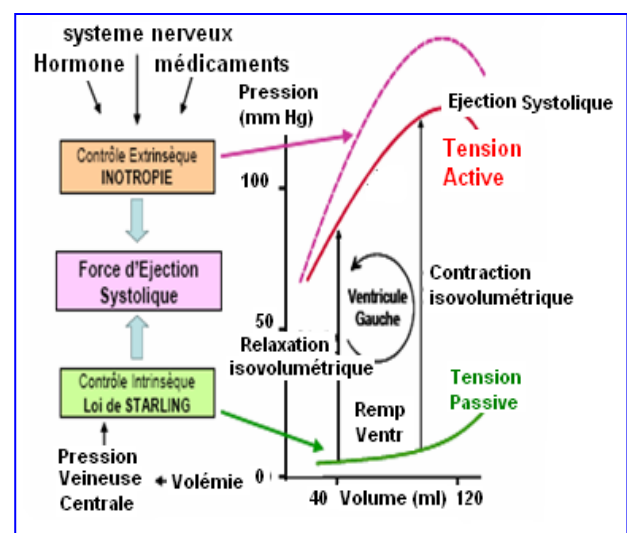 systeme nerveux
Hormone médicaments
Contrôle Extrinsèque
INOTROPIE
Force d'Ejection
Systolique
Contrôle Intrinsèque
Loi de STARLING
Pression
Veineuse
Centrale
Volémie
Pression
(mm Hg)
100
50
0
Ejection Systolique
Tension
Active
Contraction
isovolumétrique
Ventricule
Gauche
Relaxation
isovolumétrique
Tension
Passive
Remp
Ventr
40 Volume (ml) 120